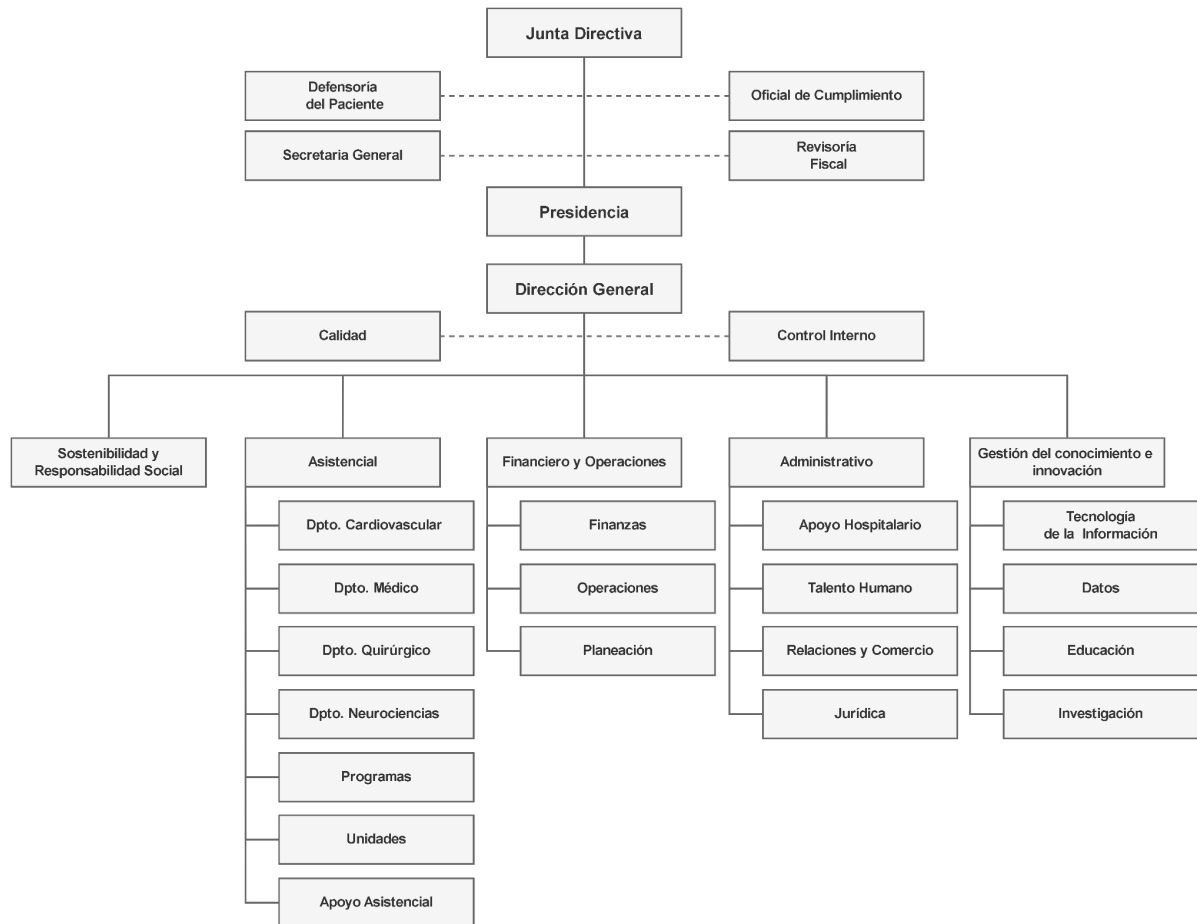 Junta Directiva
Defensoría
del Paciente
Oficial de Cumplimiento
Secretaria General
Revisoría
Fiscal
Presidencia
Dirección General
Calidad
Control Interno
Sostenibilidad y
Responsabilidad Social
Asistencial
Dpto. Cardiovascular
Dpto. Médico
Dpto. Quirúrgico
Dpto. Neurociencias
Programas
Unidades
Apoyo Asistencial
Financiero y Operaciones
Finanzas
Operaciones
Planeación
Administrativo
Apoyo Hospitalario
Talento Humano
Relaciones y Comercio
Jurídica
Gestión del conocimiento e
innovación
Tecnología
de la Información
Datos
Educación
Investigación